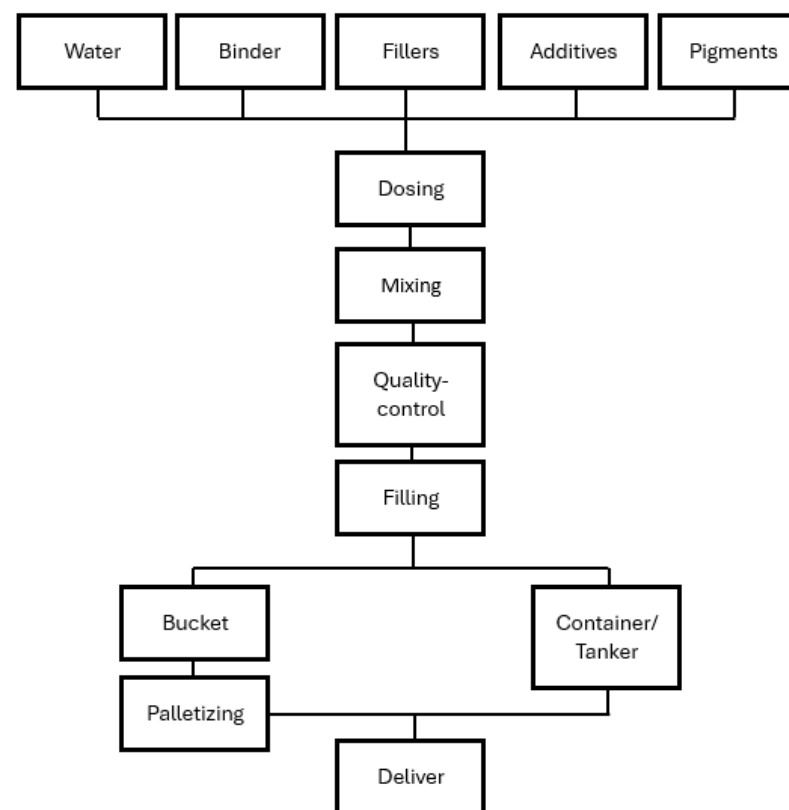 Water
Binder
Fillers
Additives
Pigments
Dosing
Mixing
Quality-
control
Filling
Bucket
Container/
Tanker
Palletizing
Deliver